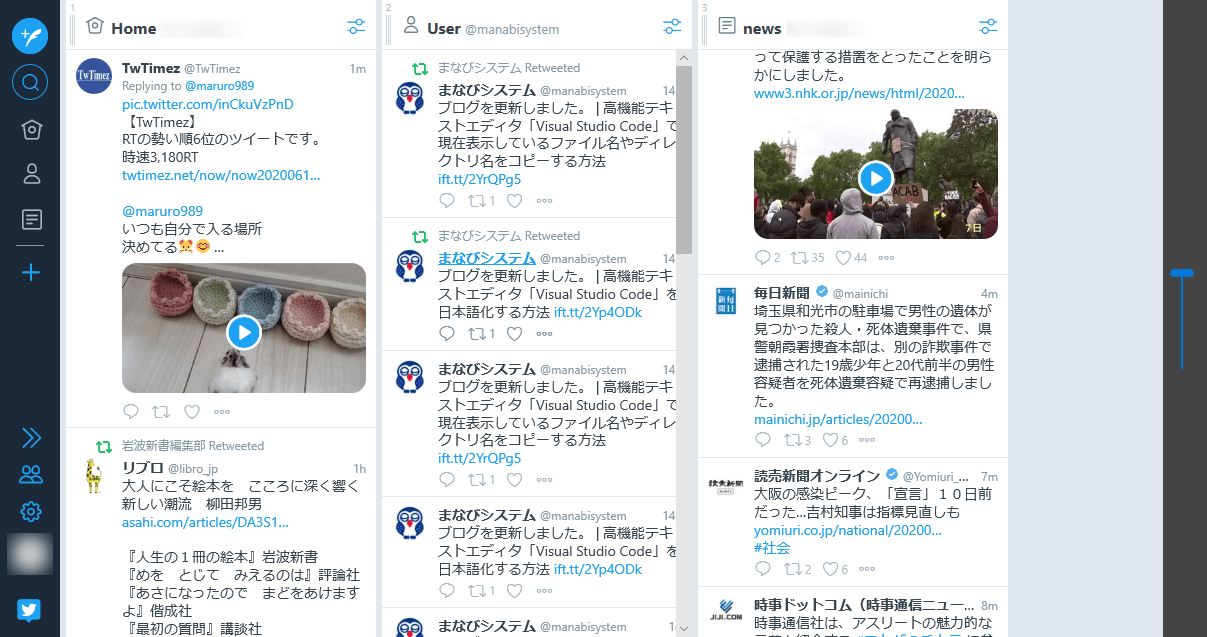 1
Home
TwTimez
TwTimez @TwTimez 1m
Replying to @maruro989
pic.twitter.com/inCkuVzPnD
【TwTimez】
RTの勢い順6位のツイートです。
時速3,180RT
twtimez.net/now/now2020061...
@maruro989
いつも自分で入る場所
決めてる🐹😊 ...
岩波新書編集部 Retweeted
リブロ @libro_jp 1h
大人にこそ絵本を　こころに深く響く
新しい潮流　柳田邦男
asahi.com/articles/DA3S1...
『人生の１冊の絵本』岩波新書
『めを　とじて　みえるのは』評論社
『あさになったので　まどをあけます
よ』偕成社
『最初の質問』講談社
2
User @manabisystem
まなびシステム Retweeted
まなびシステム @manabisystem 14
ブログを更新しました。 | 高機能テキ
ストエディタ「Visual Studio Code」で
現在表示しているファイル名やディレ
クトリ名をコピーする方法
ift.tt/2YrQPg5
1
まなびシステム Retweeted
まなびシステム @manabisystem 14
ブログを更新しました。 | 高機能テキ
ストエディタ「Visual Studio Code」を
日本語化する方法 ift.tt/2Yp4ODk
1
まなびシステム @manabisystem 14
ブログを更新しました。 | 高機能テキ
ストエディタ「Visual Studio Code」で
現在表示しているファイル名やディレ
クトリ名をコピーする方法
ift.tt/2YrQPg5
1
まなびシステム @manabisystem 14
ブログを更新しました。 | 高機能テキ
ストエディタ「Visual Studio Code」を
日本語化する方法 ift.tt/2Yp4ODk
1
まなびシステム @manabisystem
3
news
って保護する措置をとったことを明ら
かにしました。
www3.nhk.or.jp/news/html/2020...
ACAB
7日
2 35 44
毎日新聞 @mainichi 4m
埼玉県和光市の駐車場で男性の遺体が
見つかった殺人・死体遺棄事件で、県
警朝霞署捜査本部は、別の詐欺事件で
逮捕された19歳少年と20代前半の男性
容疑者を死体遺棄容疑で再逮捕しまし
た。
mainichi.jp/articles/20200...
3 6
読売新聞
読売新聞オンライン @Yomiuri_... 7m
大阪の感染ピーク、「宣言」１０日前
だった…吉村知事は指標見直しも
yomiuri.co.jp/national/20200...
#社会
2 6
JIJI.COM
時事ドットコム（時事通信ニュー... 8m
時事通信社は、アスリートの魅力的な